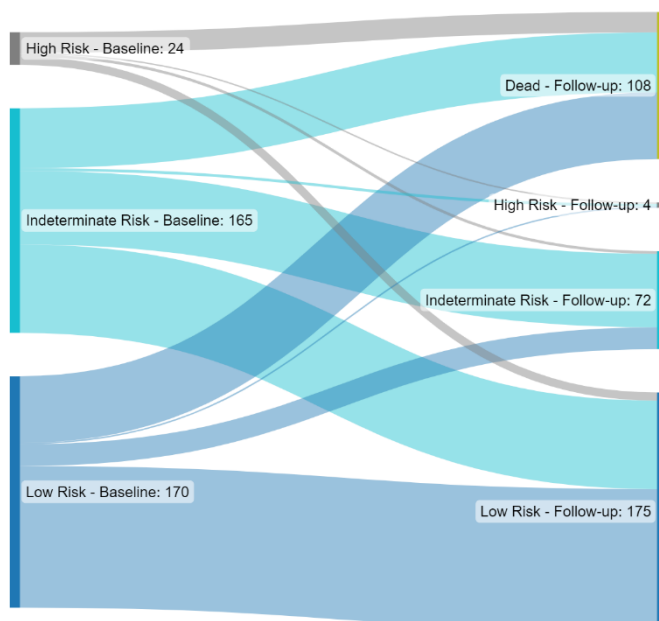 High Risk - Baseline: 24
Dead - Follow-up: 108
High Risk - Follow-up: 4
Indeterminate Risk - Baseline: 165
Indeterminate Risk - Follow-up: 72
Low Risk - Baseline: 170
Low Risk - Follow-up: 175